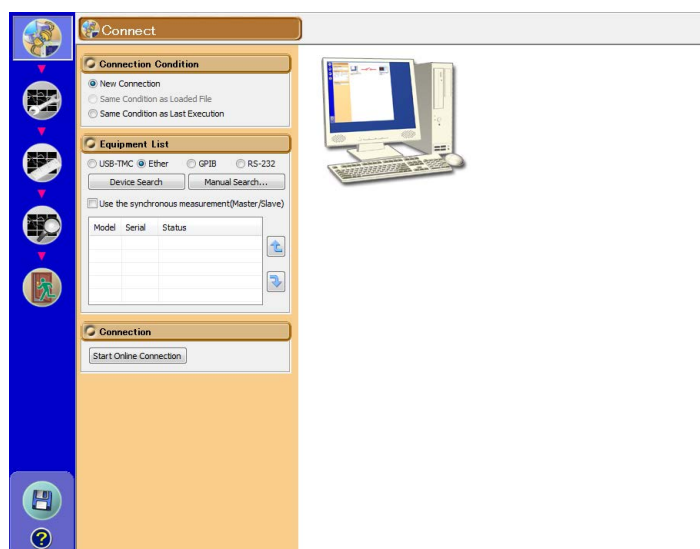 Connect
Connection Condition
New Connection
Same Condition as Loaded File
Same Condition as Last Execution
Equipment List
USB-TMC Ether GPIB RS-232
Device Search Manual Search...
Use the synchronous measurement(Master/Slave)
Model Serial Status
Connection
Start Online Connection
?